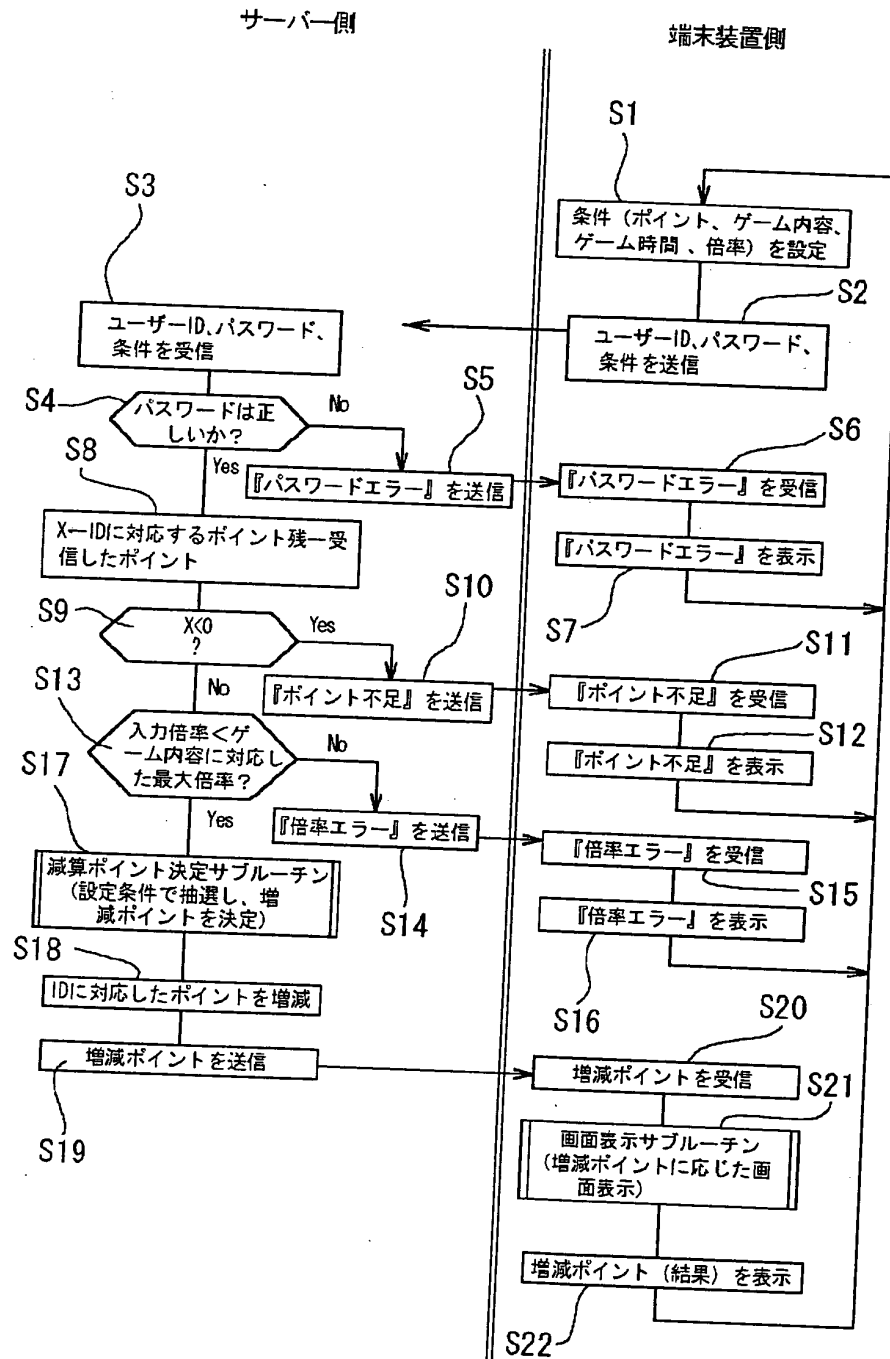 サーバー側
端末装置側
S1
条件（ポイント、ゲーム内容、
ゲーム時間、倍率）を設定
S2
ユーザーID、パスワード、
条件を送信
S3
ユーザーID、パスワード、
条件を受信
S4
パスワードは正
しいか？
No
Yes
S5
『パスワードエラー』を送信
S6
『パスワードエラー』を受信
『パスワードエラー』を表示
S7
S8
X←IDに対応するポイント残ー受
信したポイント
S9
X<0
?
Yes
No
S10
『ポイント不足』を送信
S11
『ポイント不足』を受信
S12
『ポイント不足』を表示
S13
入力倍率＜ゲ
ーム内容に対応し
た最大倍率？
No
Yes
『倍率エラー』を送信
S14
『倍率エラー』を受信
S15
『倍率エラー』を表示
S16
S17
減算ポイント決定サブルーチン
(設定条件で抽選し、増
減ポイントを決定)
S18
IDに対応したポイントを増減
増減ポイントを送信
S19
S20
増減ポイントを受信
S21
画面表示サブルーチン
(増減ポイントに応じた画
面表示)
増減ポイント（結果）を表示
S22